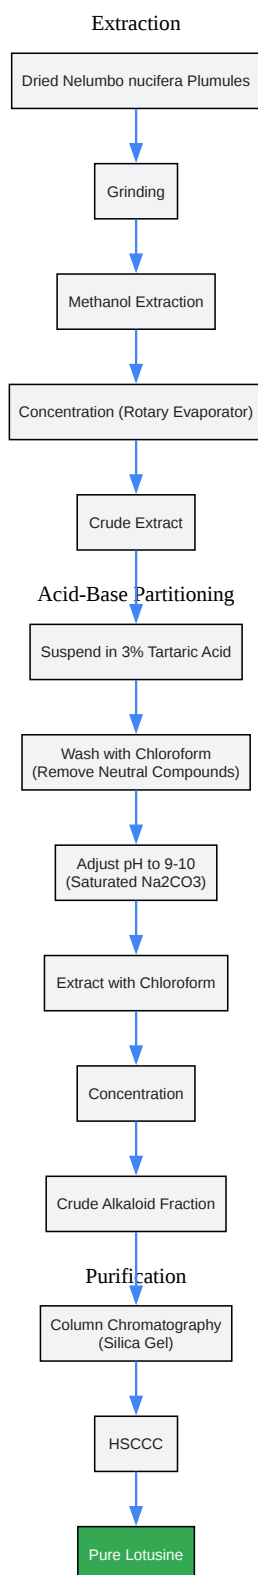 Extraction
Dried Nelumbo nucifera Plumules
Grinding
Methanol Extraction
Concentration (Rotary Evaporator)
Crude Extract
Acid-Base Partitioning
Suspend in 3% Tartaric Acid
Wash with Chloroform
(Remove Neutral Compounds)
Adjust pH to 9-10
(Saturated Na2CO3)
Extract with Chloroform
Concentration
Crude Alkaloid Fraction
Purification
Column Chromatography
(Silica Gel)
HSCCC
Pure Lotusine